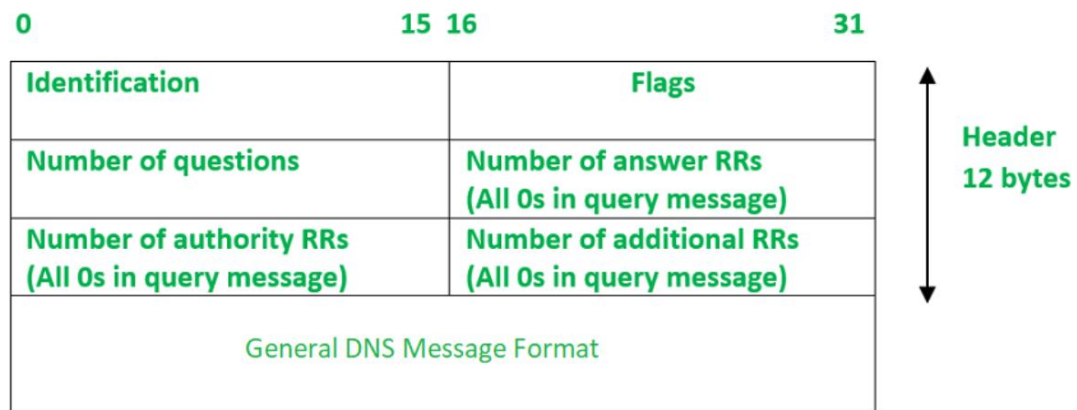 0 15 16 31
Identification Flags
Header
Number of questions Number of answer RRs
12 bytes
(All 0s in query message)
Number of authority RRs Number of additional RRs
(All 0s in query message) (All 0s in query message)
General DNS Message Format